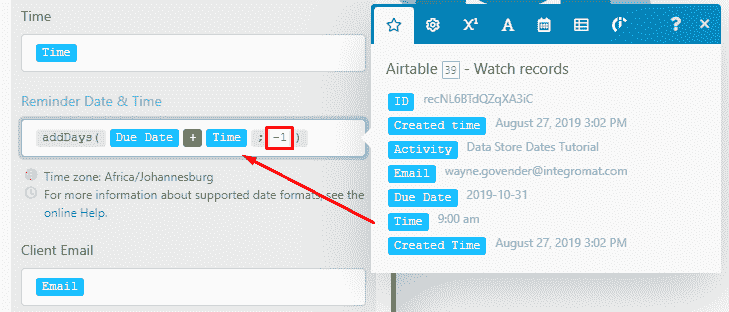 Time
Time
Reminder Date & Time
addDays( Due Date + Time ; -1 )
Time zone: Africa/Johannesburg
For more information about supported date formats, see the
online Help.
Client Email
Email
X¹ A ? ×
Airtable 39 - Watch records
ID recNL6BTdQZqXA3iC
Created time August 27, 2019 3:02 PM
Activity Data Store Dates Tutorial
Email wayne.govender@integromat.com
Due Date 2019-10-31
Time 9:00 am
Created Time August 27, 2019 3:02 PM